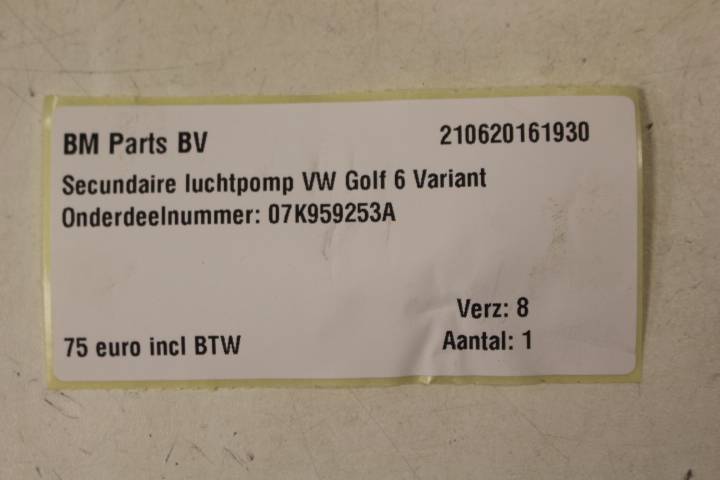 BM Parts BV 210620161930
Secundaire luchtpomp VW Golf 6 Variant
Onderdeelnummer: 07K959253A
Verz: 8
75 euro incl BTW Aantal: 1